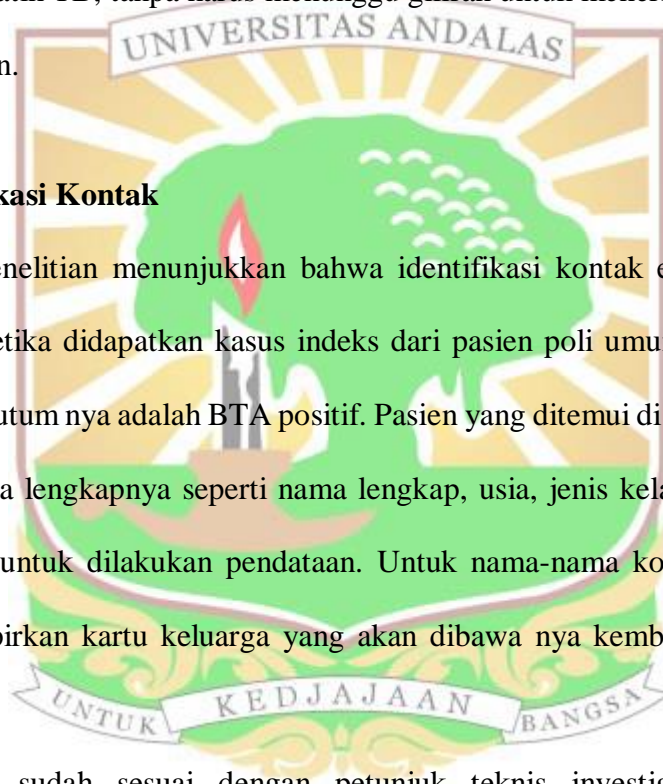 UNIVERSITAS ANDALAS
n.
kasi Kontak
enelitian menunjukkan bahwa identifikasi kontak e
etika didapatkan kasus indeks dari pasien poli umu
utum nya adalah BTA positif. Pasien yang ditemui di
a lengkapnya seperti nama lengkap, usia, jenis kela
untuk dilakukan pendataan. Untuk nama-nama ko
pirkan kartu keluarga yang akan dibawa nya kemb
UNTUK KEDJAJAAN BANGSA
sudah sesuai dengan petunjuk teknis investig